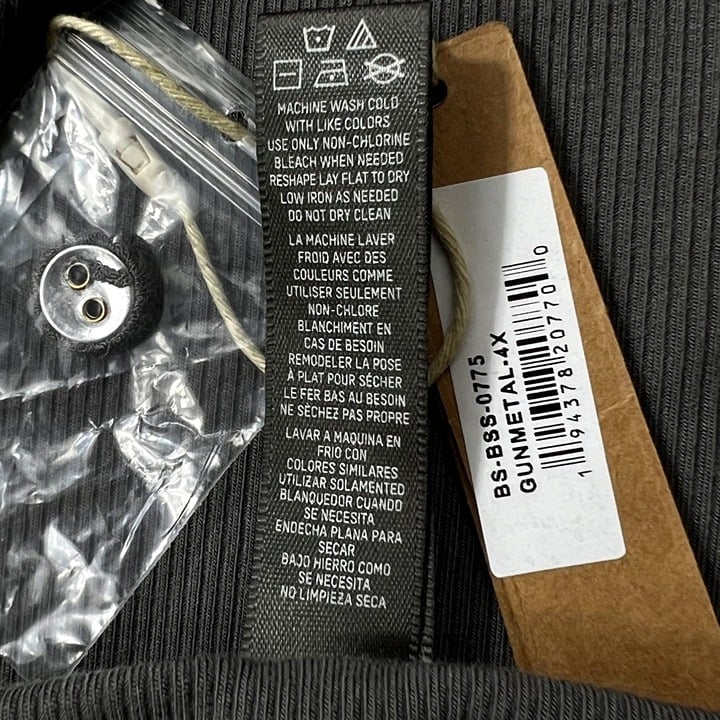 MACHINE WASH COLD
WITH LIKE COLORS
USE ONLY NON-CHLORINE
BLEACH WHEN NEEDED
RESHAPE LAY FLAT TO DRY
LOW IRON AS NEEDED
DO NOT DRY CLEAN
LA MACHINE LAVER
FROID AVEC DES
COULEURS COMME
UTILISER SEULEMENT
NON-CHLORE
BLANCHIMENT EN
CAS DE BESOIN
REMODELER LA POSE
À PLAT POUR SÉCHER
LE FER BAS AU BESOIN
NE SÉCHEZ PAS PROPRE
LAVAR A MAQUINA EN
FRIO CON
COLORES SIMILARES
UTILIZAR SOLAMENTED
BLANQUEDOR CUANDO
SE NECESITA
ENDECHA PLANA PARA
SECAR
BAJO HIERRO COMO
SE NECESITA
NO LIMPIEZA SECA
BS-BSS-0775
GUNMETAL-4X
1 94378 20770 0